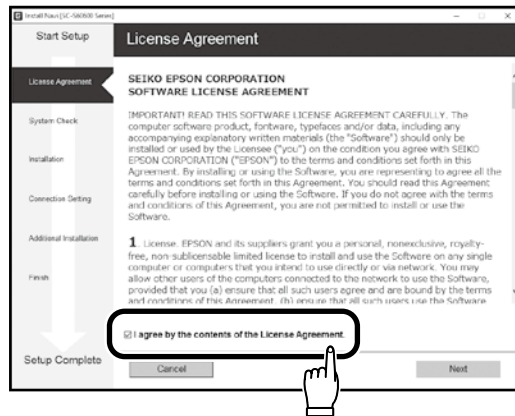 Install Navi [SC-S80600 Series]
Start Setup
License Agreement
License Agreement
System Check
Installation
Connection Setting
Additional Installation
Finish
Setup Complete
SEIKO EPSON CORPORATION
SOFTWARE LICENSE AGREEMENT
IMPORTANT! READ THIS SOFTWARE LICENSE AGREEMENT CAREFULLY. The
computer software product, fontware, typefaces and/or data, including any
accompanying explanatory written materials (the "Software") should only be
installed or used by the Licensee ("you") on the condition you agree with SEIKO
EPSON CORPORATION ("EPSON") to the terms and conditions set forth in this
Agreement. By installing or using the Software, you are representing to agree all the
terms and conditions set forth in this Agreement. You should read this Agreement
carefully before installing or using the Software. If you do not agree with the terms
and conditions of this Agreement, you are not permitted to install or use the
Software.
1. License. EPSON and its suppliers grant you a personal, nonexclusive, royalty-
free, non-sublicensable limited license to install and use the Software on any single
computer or computers that you intend to use directly or via network. You may
allow other users of the computers connected to the network to use the Software,
provided that you (a) ensure that all such users agree and are bound by the terms
and conditions of this Agreement, (b) ensure that all such users use the Software
I agree by the contents of the License Agreement.
Cancel
Next